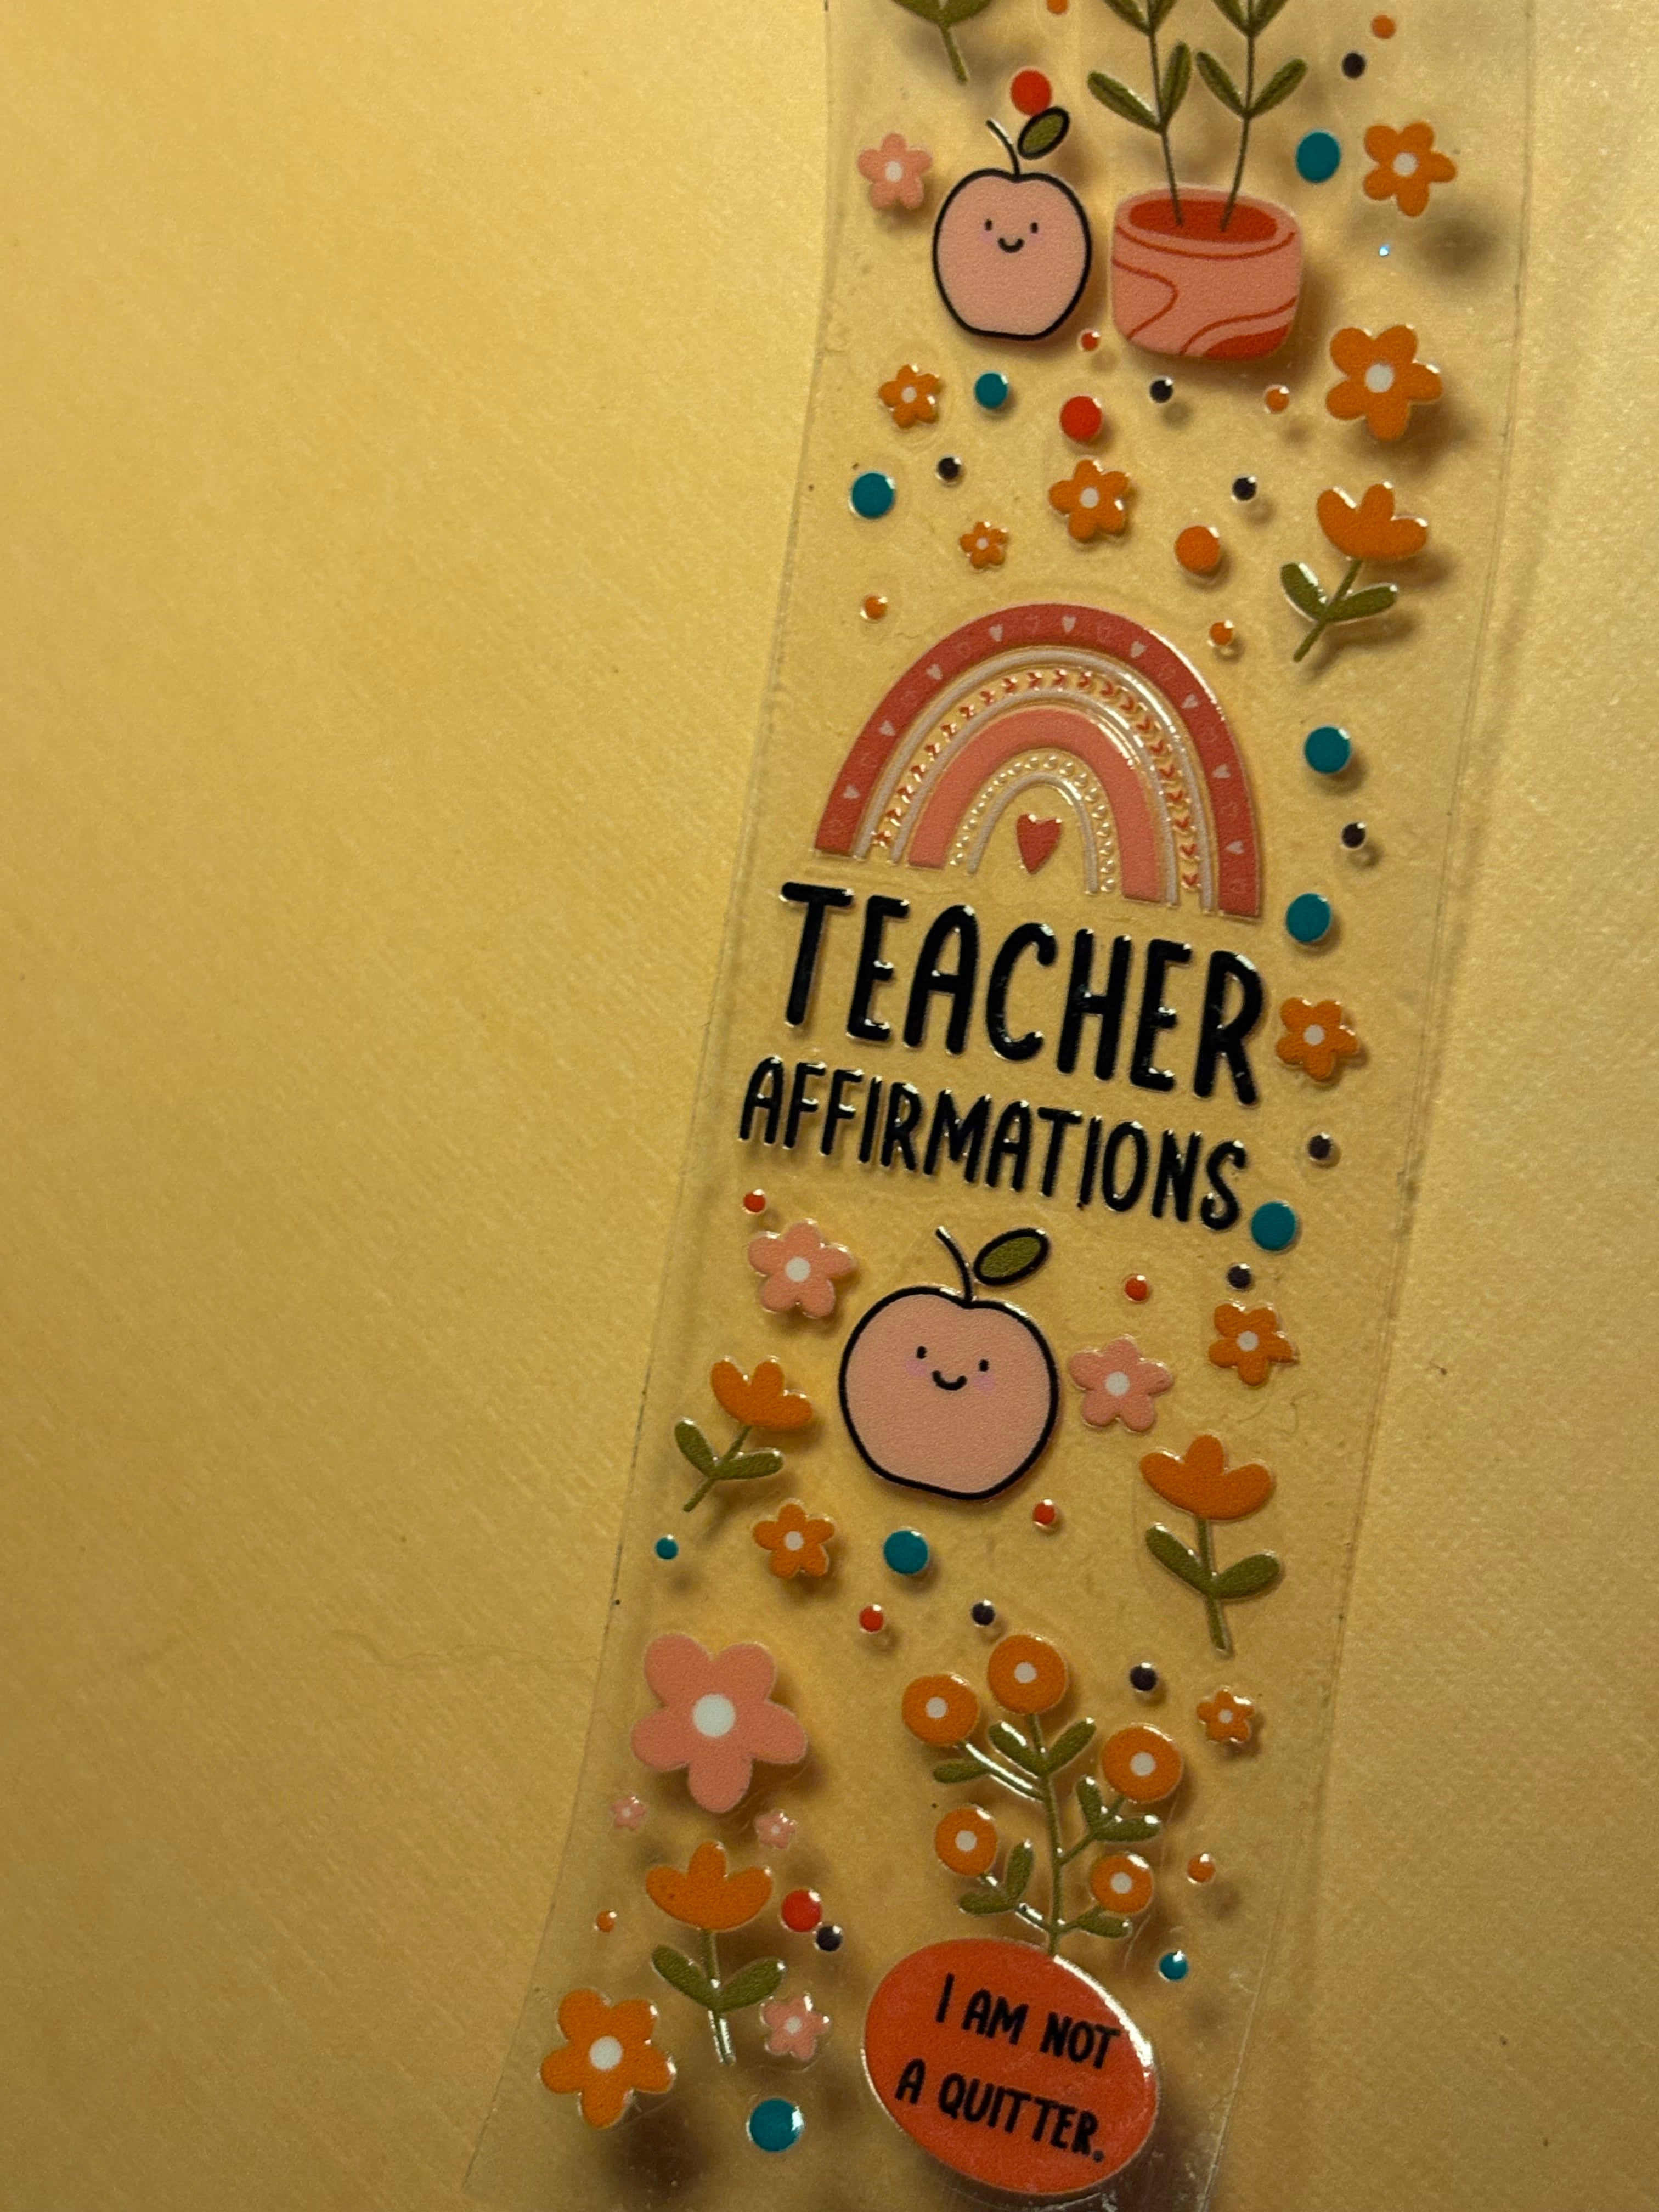 TEACHER
AFFIRMATIONS
I AM NOT
A QUITTER.